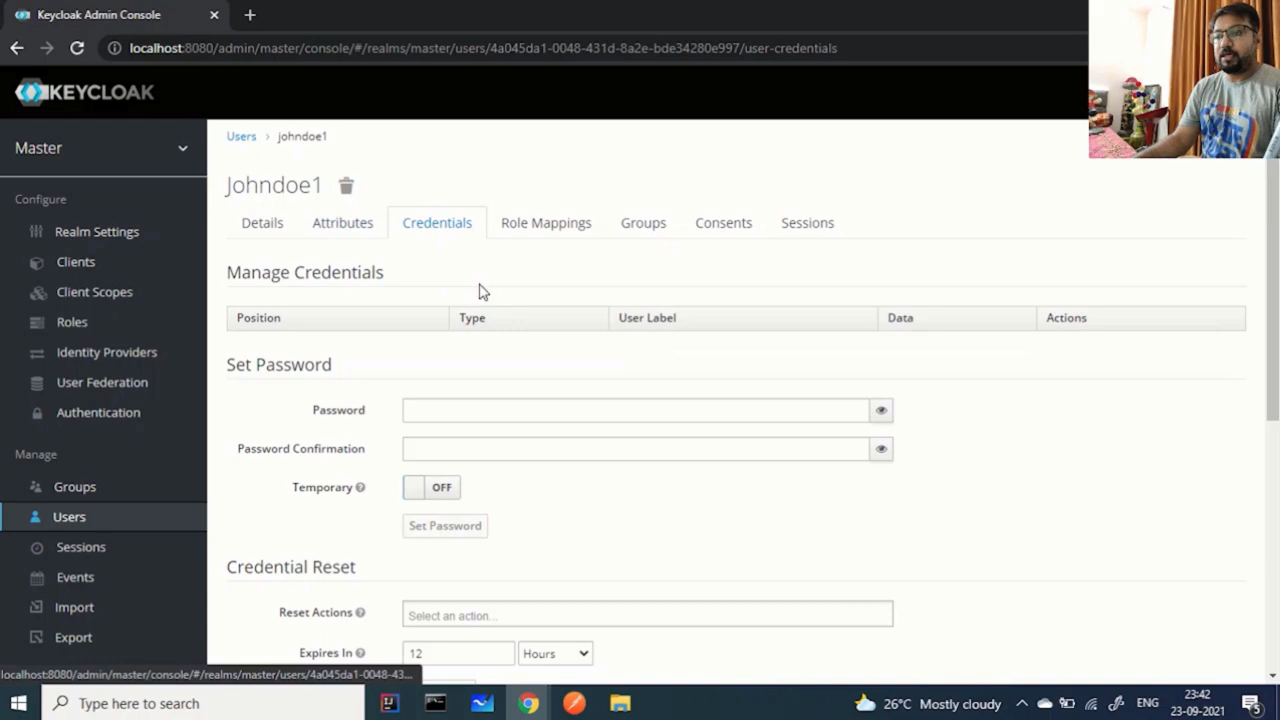 Keycloak Admin Console
localhost:8080/admin/master/console/#/realms/master/users/4a045da1-0048-431d-8a2e-bde34280e997/user-credentials
KEYCLOAK
Master
Configure
Realm Settings
Clients
Client Scopes
Roles
Identity Providers
User Federation
Authentication
Manage
Groups
Users
Sessions
Events
Import
Export
Users > johndoe1
Johndoe1
Details Attributes Credentials Role Mappings Groups Consents Sessions
Manage Credentials
Position Type User Label Data Actions
Set Password
Password
Password Confirmation
Temporary OFF
Set Password
Credential Reset
Reset Actions Select an action...
Expires In 12 Hours
localhost:8080/admin/master/console/#/realms/master/users/4a045da1-0048-43...
Type here to search
26°C Mostly cloudy
ENG
23:42
23-09-2021
5